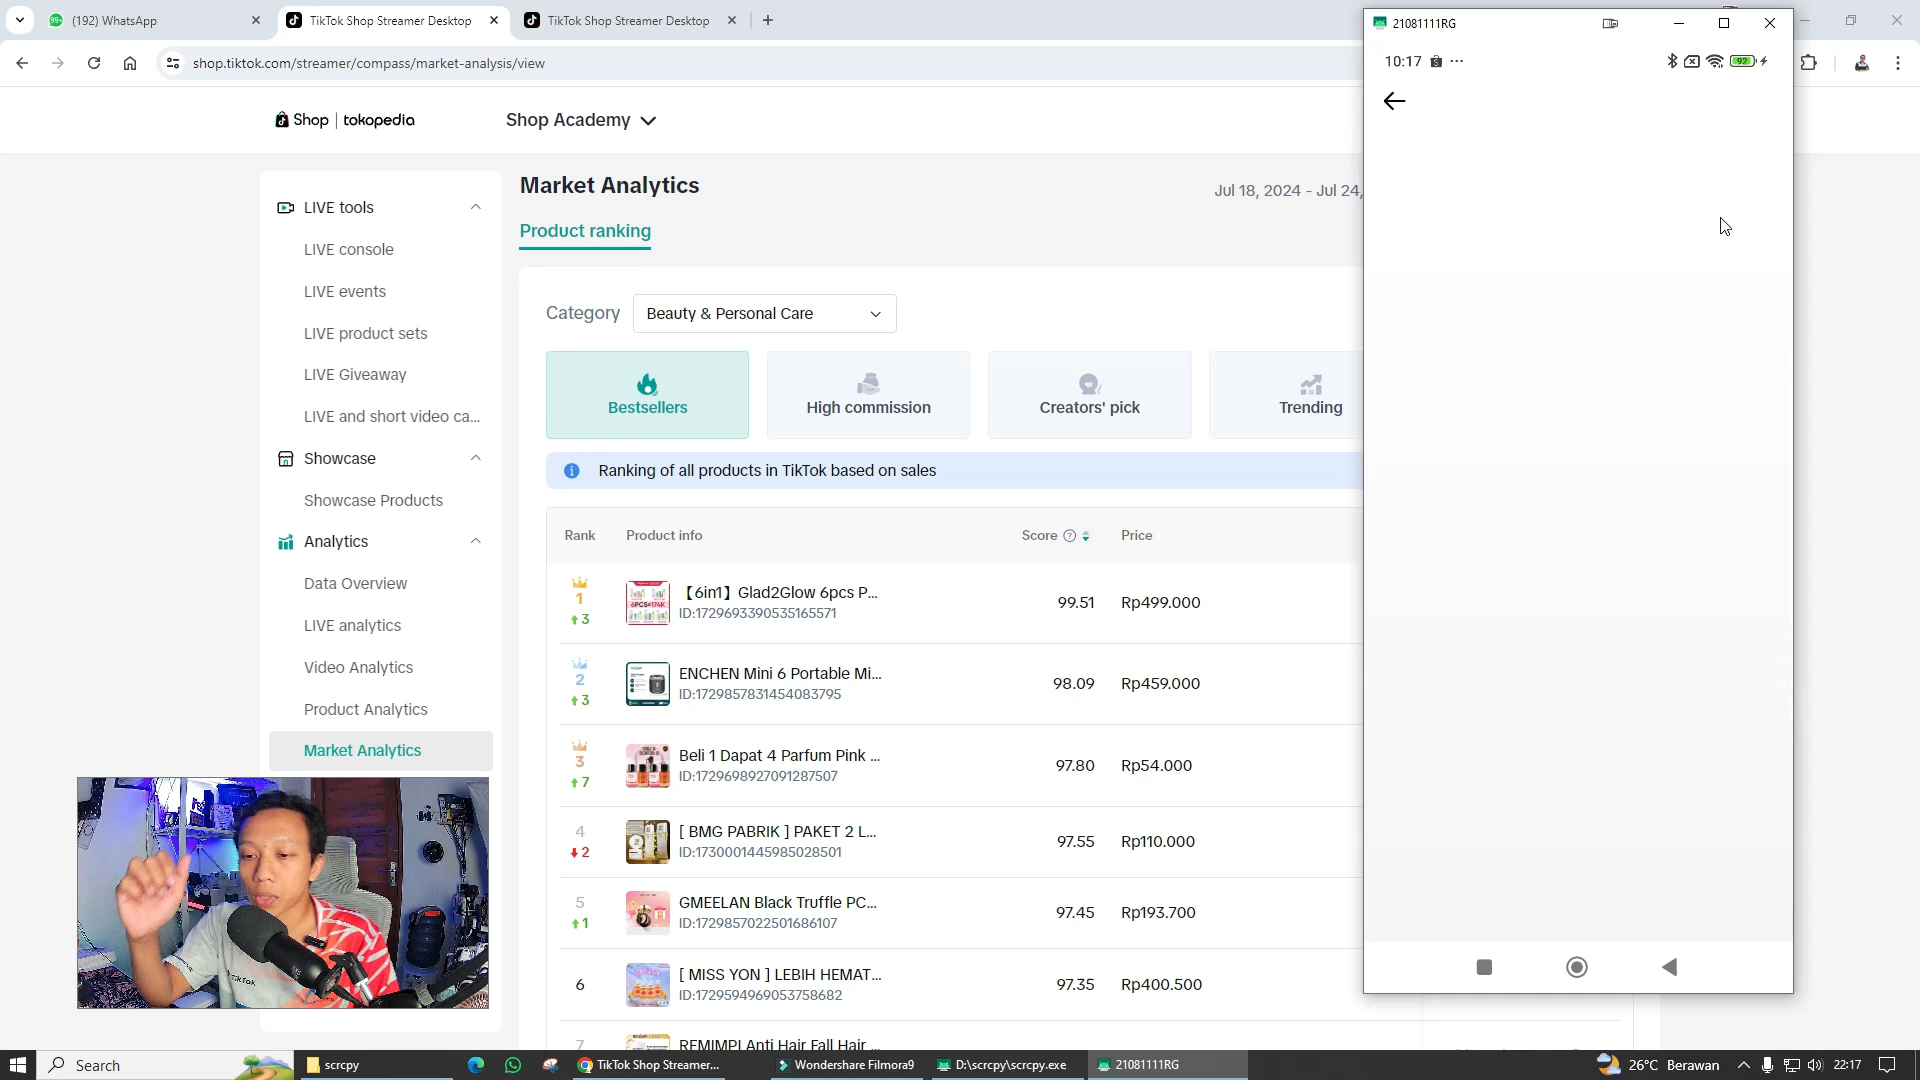 (192) WhatsApp
TikTok Shop Streamer Desktop
TikTok Shop Streamer Desktop
shop.tiktok.com/streamer/compass/market-analysis/view
Shop | tokopedia
Shop Academy
LIVE tools
LIVE console
LIVE events
LIVE product sets
LIVE Giveaway
LIVE and short video ca...
Showcase
Showcase Products
Analytics
Data Overview
LIVE analytics
Video Analytics
Product Analytics
Market Analytics
Market Analytics
Jul 18, 2024 - Jul 24,
Product ranking
Category
Beauty & Personal Care
Bestsellers
High commission
Creators' pick
Trending
Ranking of all products in TikTok based on sales
Rank Product info Score Price
1
3
【6in1】Glad2Glow 6pcs P...
ID:1729693390535165571
99.51
Rp499.000
2
3
ENCHEN Mini 6 Portable Mi...
ID:1729857831454083795
98.09
Rp459.000
3
7
Beli 1 Dapat 4 Parfum Pink ...
ID:1729698927091287507
97.80
Rp54.000
4
2
[ BMG PABRIK ] PAKET 2 L...
ID:1730001445985028501
97.55
Rp110.000
5
1
GMEELAN Black Truffle PC...
ID:1729857022501686107
97.45
Rp193.700
6
[ MISS YON ] LEBIH HEMAT...
ID:1729594969053758682
97.35
Rp400.500
7
REMIMPI Anti Hair Fall Hair ...
21081111RG
10:17
92
Search
scrcpy
TikTok Shop Streamer...
Wondershare Filmora9
D:\scrcpy\scrcpy.exe
21081111RG
26°C Berawan
22:17